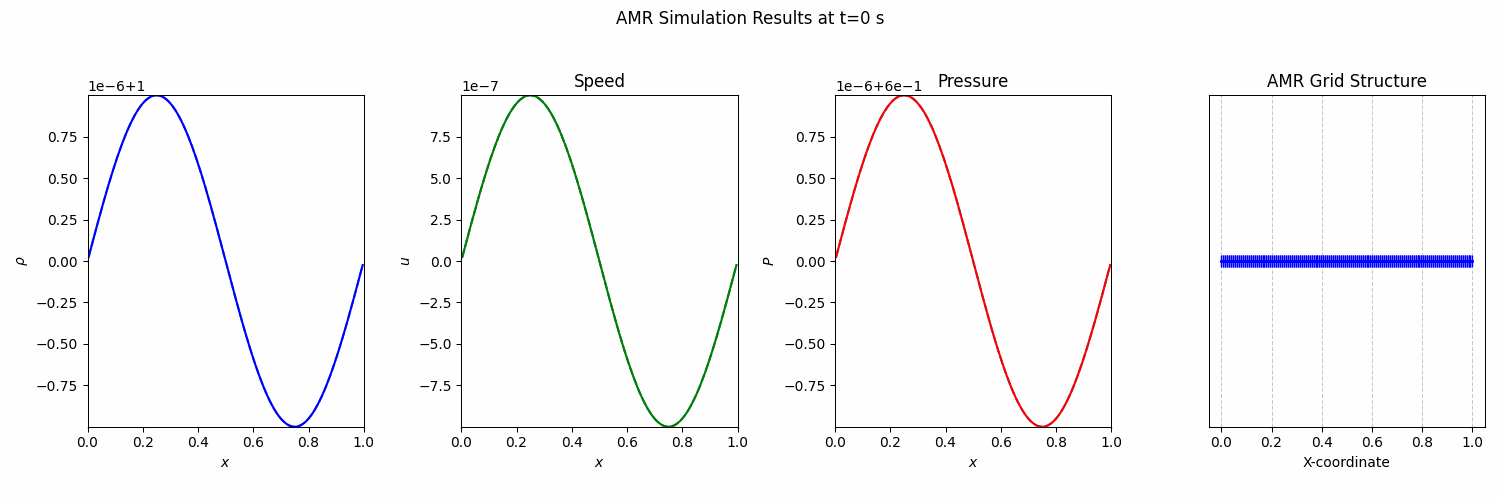 AMR Simulation Results at t=0 s
1e−6+1
0.75
0.50
0.25
0.00
−0.25
−0.50
−0.75
ρ
0.0 0.2 0.4 0.6 0.8 1.0
x
Speed
1e−7
7.5
5.0
2.5
0.0
−2.5
−5.0
−7.5
u
0.0 0.2 0.4 0.6 0.8 1.0
x
Pressure
1e−6+6e−1
0.75
0.50
0.25
0.00
−0.25
−0.50
−0.75
P
0.0 0.2 0.4 0.6 0.8 1.0
x
AMR Grid Structure
0.0 0.2 0.4 0.6 0.8 1.0
X-coordinate